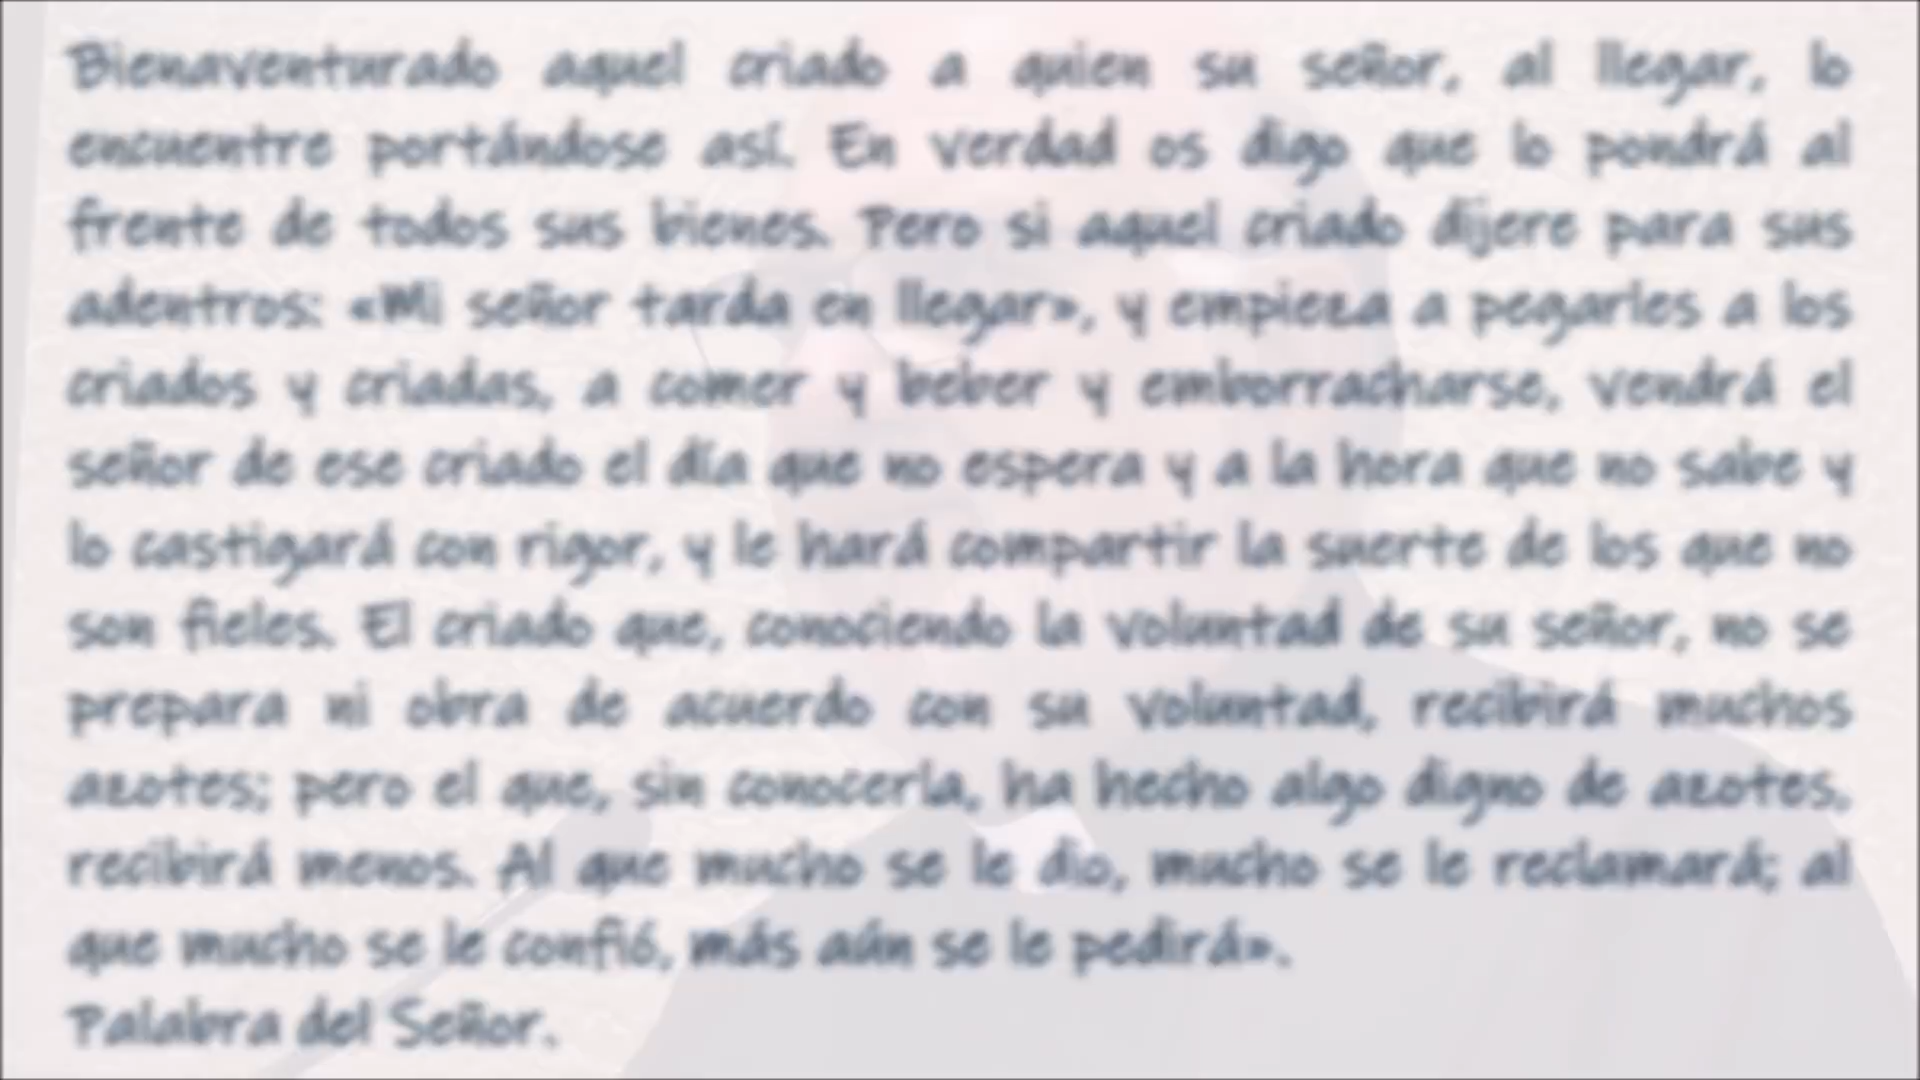 Bienaventurado aquel criado a quien su señor, al llegar, lo
encuentre portándose así. En verdad os digo que lo pondrá al
frente de todos sus bienes. Pero si aquel criado dijere para sus
adentros: «Mi señor tarda en llegar», y empieza a pegarles a los
criados y criadas, a comer y beber y emborracharse, vendrá el
señor de ese criado el día que no espera y a la hora que no sabe y
lo castigará con rigor, y le hará compartir la suerte de los que no
son fieles. El criado que, conociendo la voluntad de su señor, no se
prepara ni obra de acuerdo con su voluntad, recibirá muchos
azotes; pero el que, sin conocerla, ha hecho algo digno de azotes,
recibirá menos. Al que mucho se le dio, mucho se le reclamará; al
que mucho se le confió, más aún se le pedirá».
Palabra del Señor.